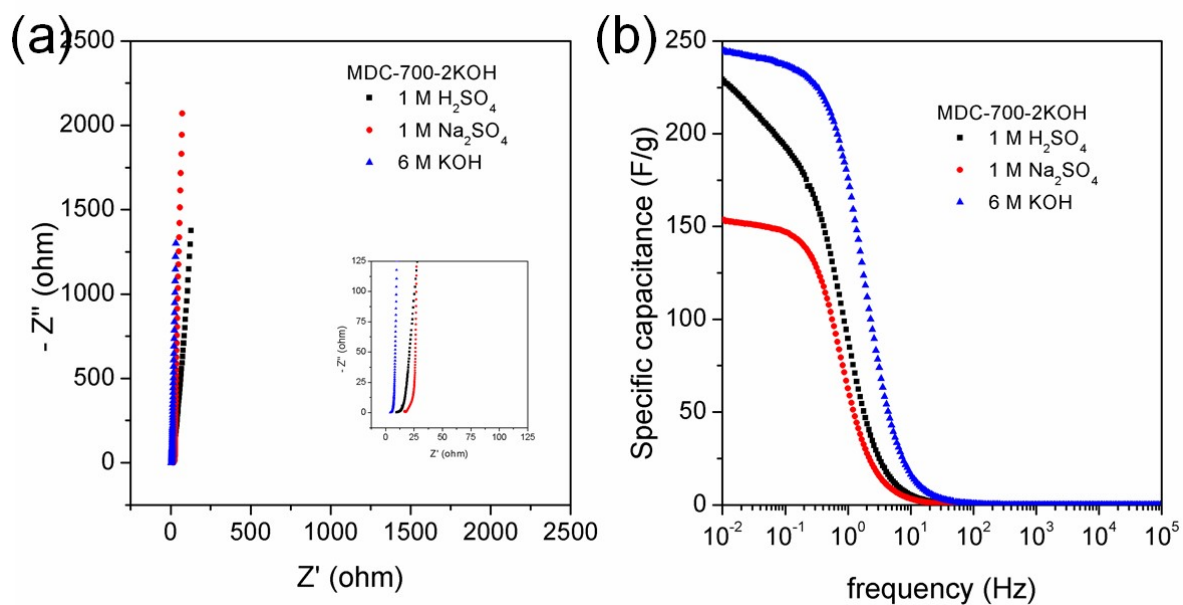 (a)
2500
2000
1500
1000
500
0
- Z'' (ohm)
MDC-700-2KOH
1 M H₂SO₄
1 M Na₂SO₄
6 M KOH
125
100
75
50
25
0
- Z'' (ohm)
0 25 50 75 100 125
Z' (ohm)
0 500 1000 1500 2000 2500
Z' (ohm)
(b)
250
200
150
100
50
0
Specific capacitance (F/g)
MDC-700-2KOH
1 M H₂SO₄
1 M Na₂SO₄
6 M KOH
10⁻² 10⁻¹ 10⁰ 10¹ 10² 10³ 10⁴ 10⁵
frequency (Hz)